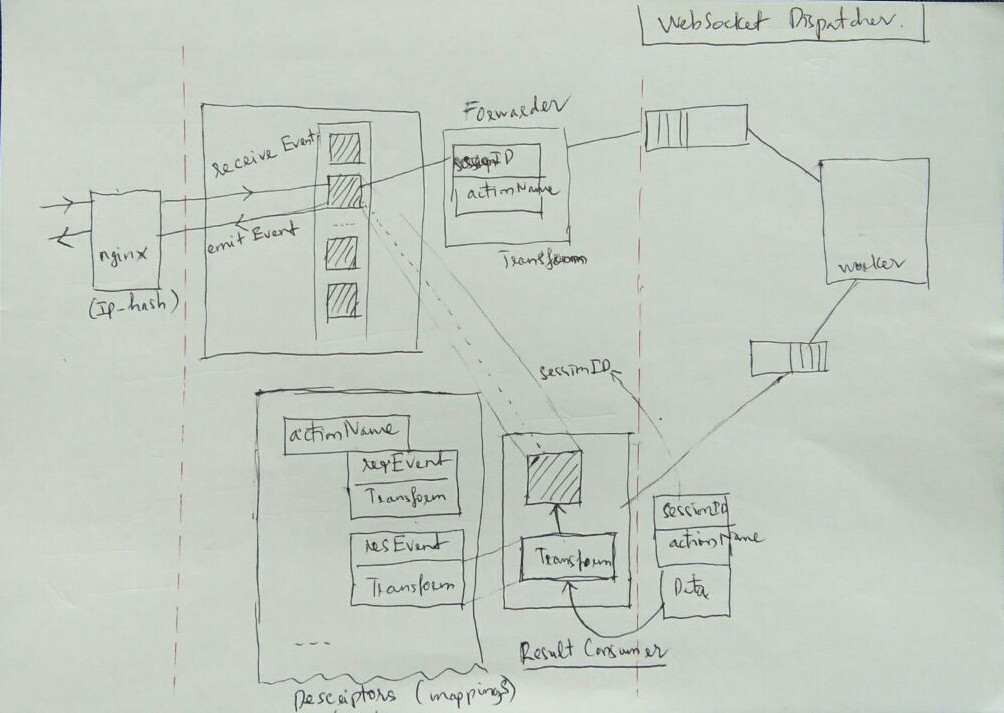 WebSocket Dispatcher.
Forwarder
receive Event
sessionID
actionName
emit Event
nginx
Transform
worker
(Ip-hash)
sessionID
actionName
reqEvent
Transform
sessionID
resEvent
actionName
Transform
Transform
Data
----
Result Consumer
Descriptors (mappings)